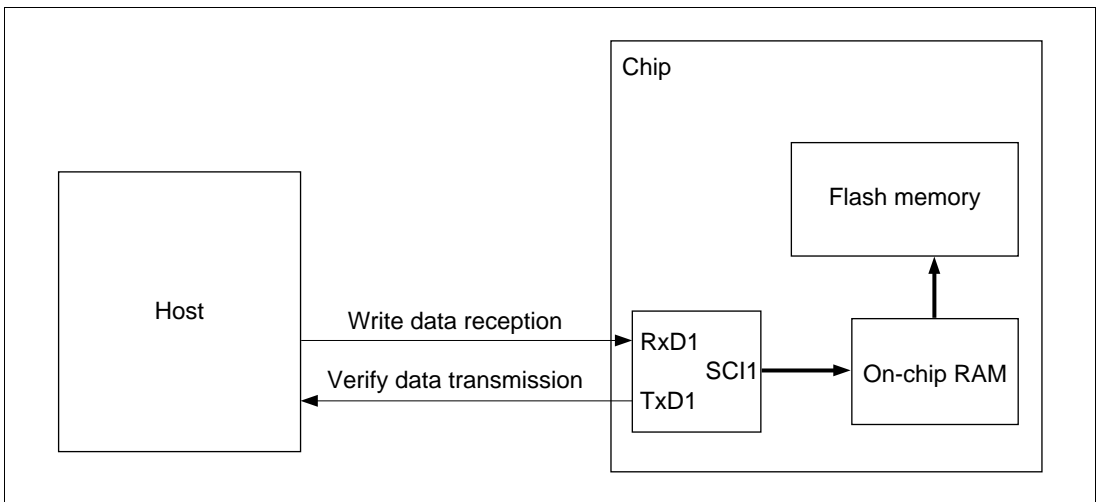 Chip
Flash memory
Host
Write data reception
RxD1
SCI1
On-chip RAM
Verify data transmission
TxD1